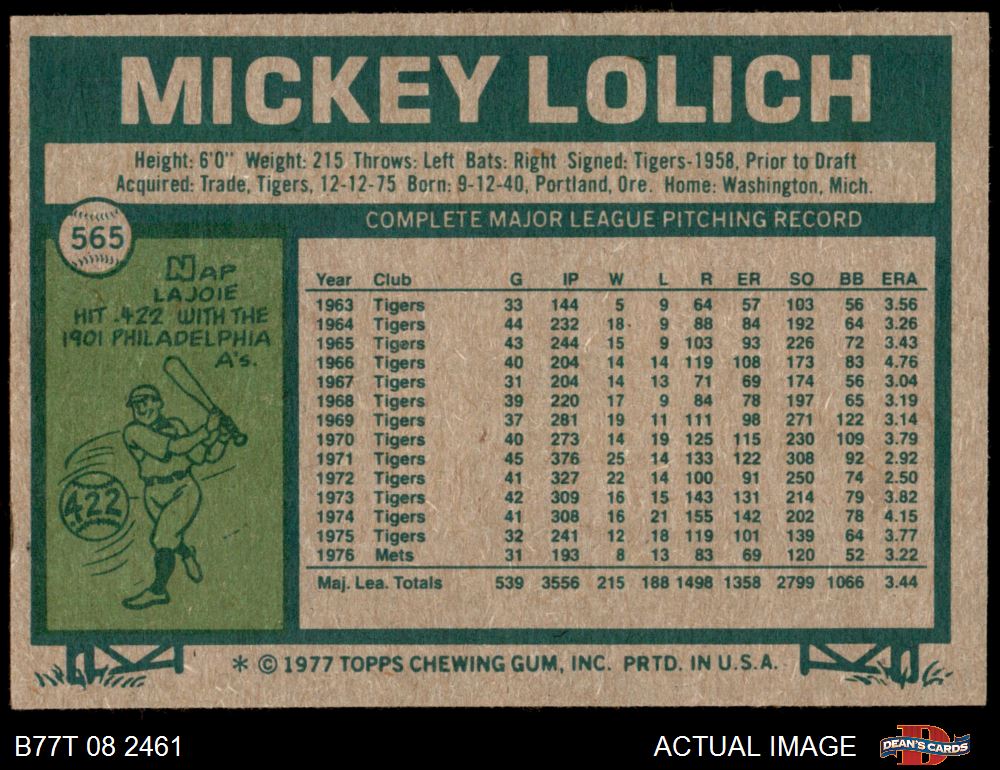 MICKEY LOLICH
Height: 6'0" Weight: 215 Throws: Left Bats: Right Signed: Tigers-1958, Prior to Draft
Acquired: Trade, Tigers, 12-12-75 Born: 9-12-40, Portland, Ore. Home: Washington, Mich.
565
COMPLETE MAJOR LEAGUE PITCHING RECORD
NAP
LAJOIE
HIT .422 WITH THE
1901 PHILADELPHIA
A's.
422
Year Club G IP W L R ER SO BB ERA
1963 Tigers 33 144 5 9 64 57 103 56 3.56
1964 Tigers 44 232 18 9 88 84 192 64 3.26
1965 Tigers 43 244 15 9 103 93 226 72 3.43
1966 Tigers 40 204 14 14 119 108 173 83 4.76
1967 Tigers 31 204 14 13 71 69 174 56 3.04
1968 Tigers 39 220 17 9 84 78 197 65 3.19
1969 Tigers 37 281 19 11 111 98 271 122 3.14
1970 Tigers 40 273 14 19 125 115 230 109 3.79
1971 Tigers 45 376 25 14 133 122 308 92 2.92
1972 Tigers 41 327 22 14 100 91 250 74 2.50
1973 Tigers 42 309 16 15 143 131 214 79 3.82
1974 Tigers 41 308 16 21 155 142 202 78 4.15
1975 Tigers 32 241 12 18 119 101 139 64 3.77
1976 Mets 31 193 8 13 83 69 120 52 3.22
Maj. Lea. Totals 539 3556 215 188 1498 1358 2799 1066 3.44
* © 1977 TOPPS CHEWING GUM, INC. PRTD. IN U.S.A.
B77T 08 2461 ACTUAL IMAGE D DEAN'S CARDS